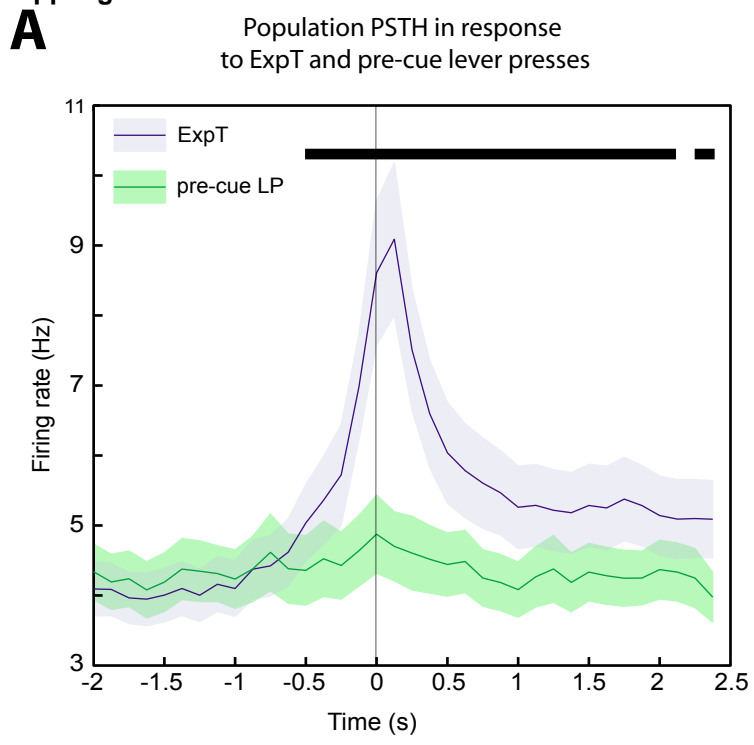 A
Population PSTH in response
to ExpT and pre-cue lever presses
11
ExpT
pre-cue LP
9
7
5
3
Firing rate (Hz)
-2 -1.5 -1 -0.5 0 0.5 1 1.5 2 2.5
Time (s)